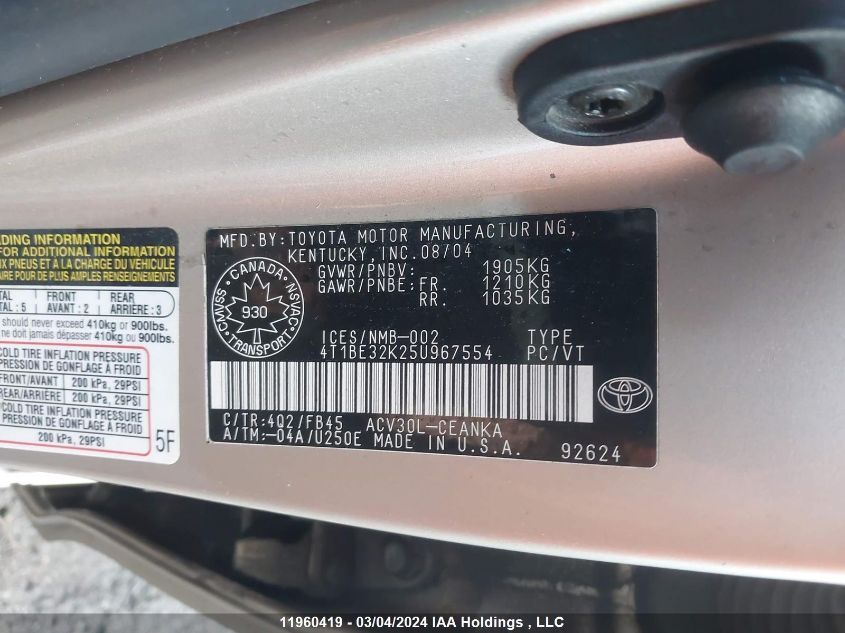 DING INFORMATION
FOR ADDITIONAL INFORMATION
PNEUS ET À LA CHARGE DU VÉHICULE
POUR DE PLUS AMPLES RENSEIGNEMENTS
TAL FRONT REAR
TAL : 5 AVANT : 2 ARRIÈRE : 3
should never exceed 410kg or 900lbs.
ne doit jamais dépasser 410kg or 900lbs.
COLD TIRE INFLATION PRESSURE
PRESSION DE GONFLAGE À FROID
FRONT/AVANT 200 kPa, 29PSI
REAR/ARRIÈRE 200 kPa, 29PSI
COLD TIRE INFLATION PRESSURE
PRESSION DE GONFLAGE À FROID
200 kPa, 29PSI
5F
MFD.BY:TOYOTA MOTOR MANUFACTURING,
KENTUCKY,INC.08/04
GVWR/PNBV: 1905KG
GAWR/PNBE:FR. 1210KG
RR. 1035KG
CANADA
NSVAC
TRANSPORT
CMVSS
930
ICES/NMB-002 TYPE
4T1BE32K25U967554 PC/VT
C/TR:4Q2/FB45 ACV30L-CEANKA
A/TM:-04A/U250E MADE IN U.S.A.
92624
11960419 - 03/04/2024 IAA Holdings , LLC